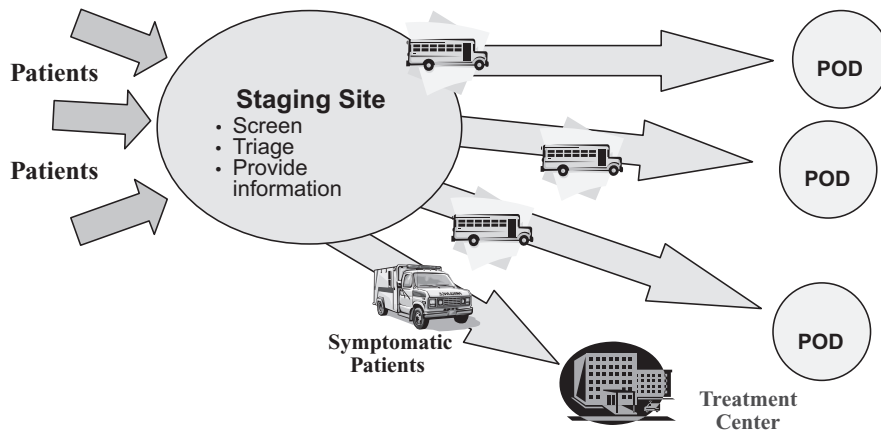 Patients
Patients
Staging Site
• Screen
• Triage
• Provide
information
POD
POD
POD
Symptomatic
Patients
Treatment
Center